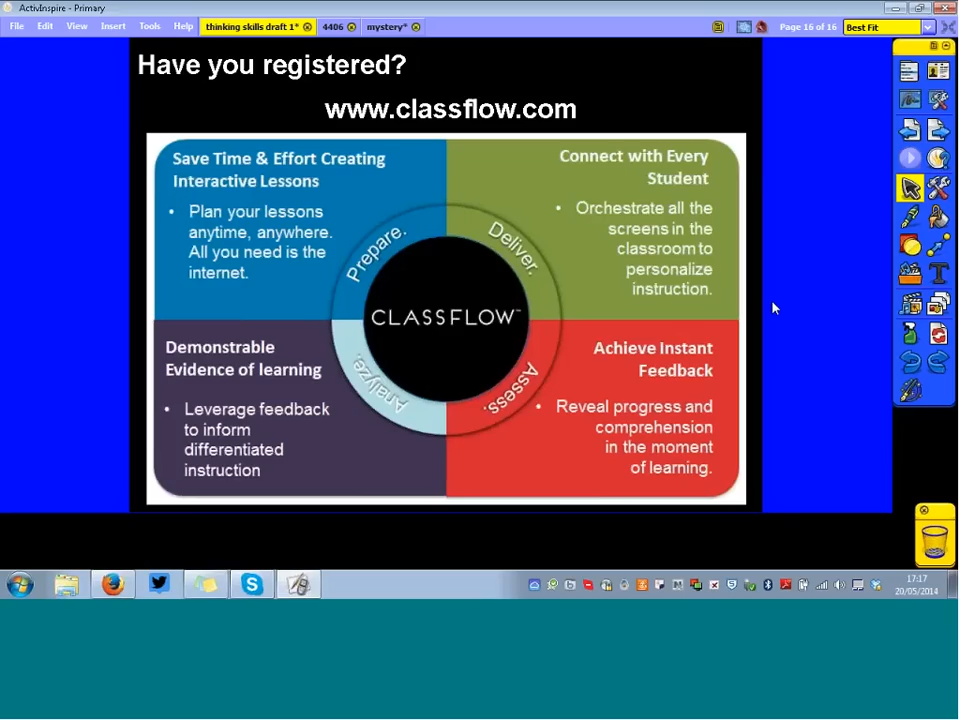 ActivInspire - Primary
File Edit View Insert Tools Help thinking skills draft 1* 4406 mystery* Page 16 of 16 Best Fit
Have you registered?
www.classflow.com
Save Time & Effort Creating
Interactive Lessons
• Plan your lessons
anytime, anywhere.
All you need is the
internet.
Connect with Every
Student
• Orchestrate all the
screens in the
classroom to
personalize
instruction.
Prepare.
Deliver.
CLASSFLOW™
Analyze.
Assess.
Demonstrable
Evidence of learning
• Leverage feedback
to inform
differentiated
instruction
Achieve Instant
Feedback
• Reveal progress and
comprehension
in the moment
of learning.
17:17
20/05/2014